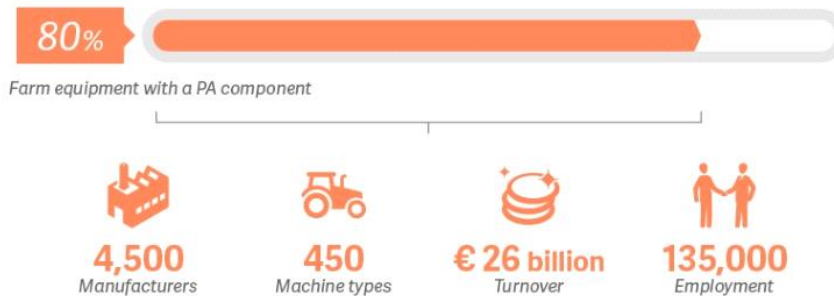 80%
Farm equipment with a PA component
4,500
Manufacturers
450
Machine types
€ 26 billion
Turnover
135,000
Employment